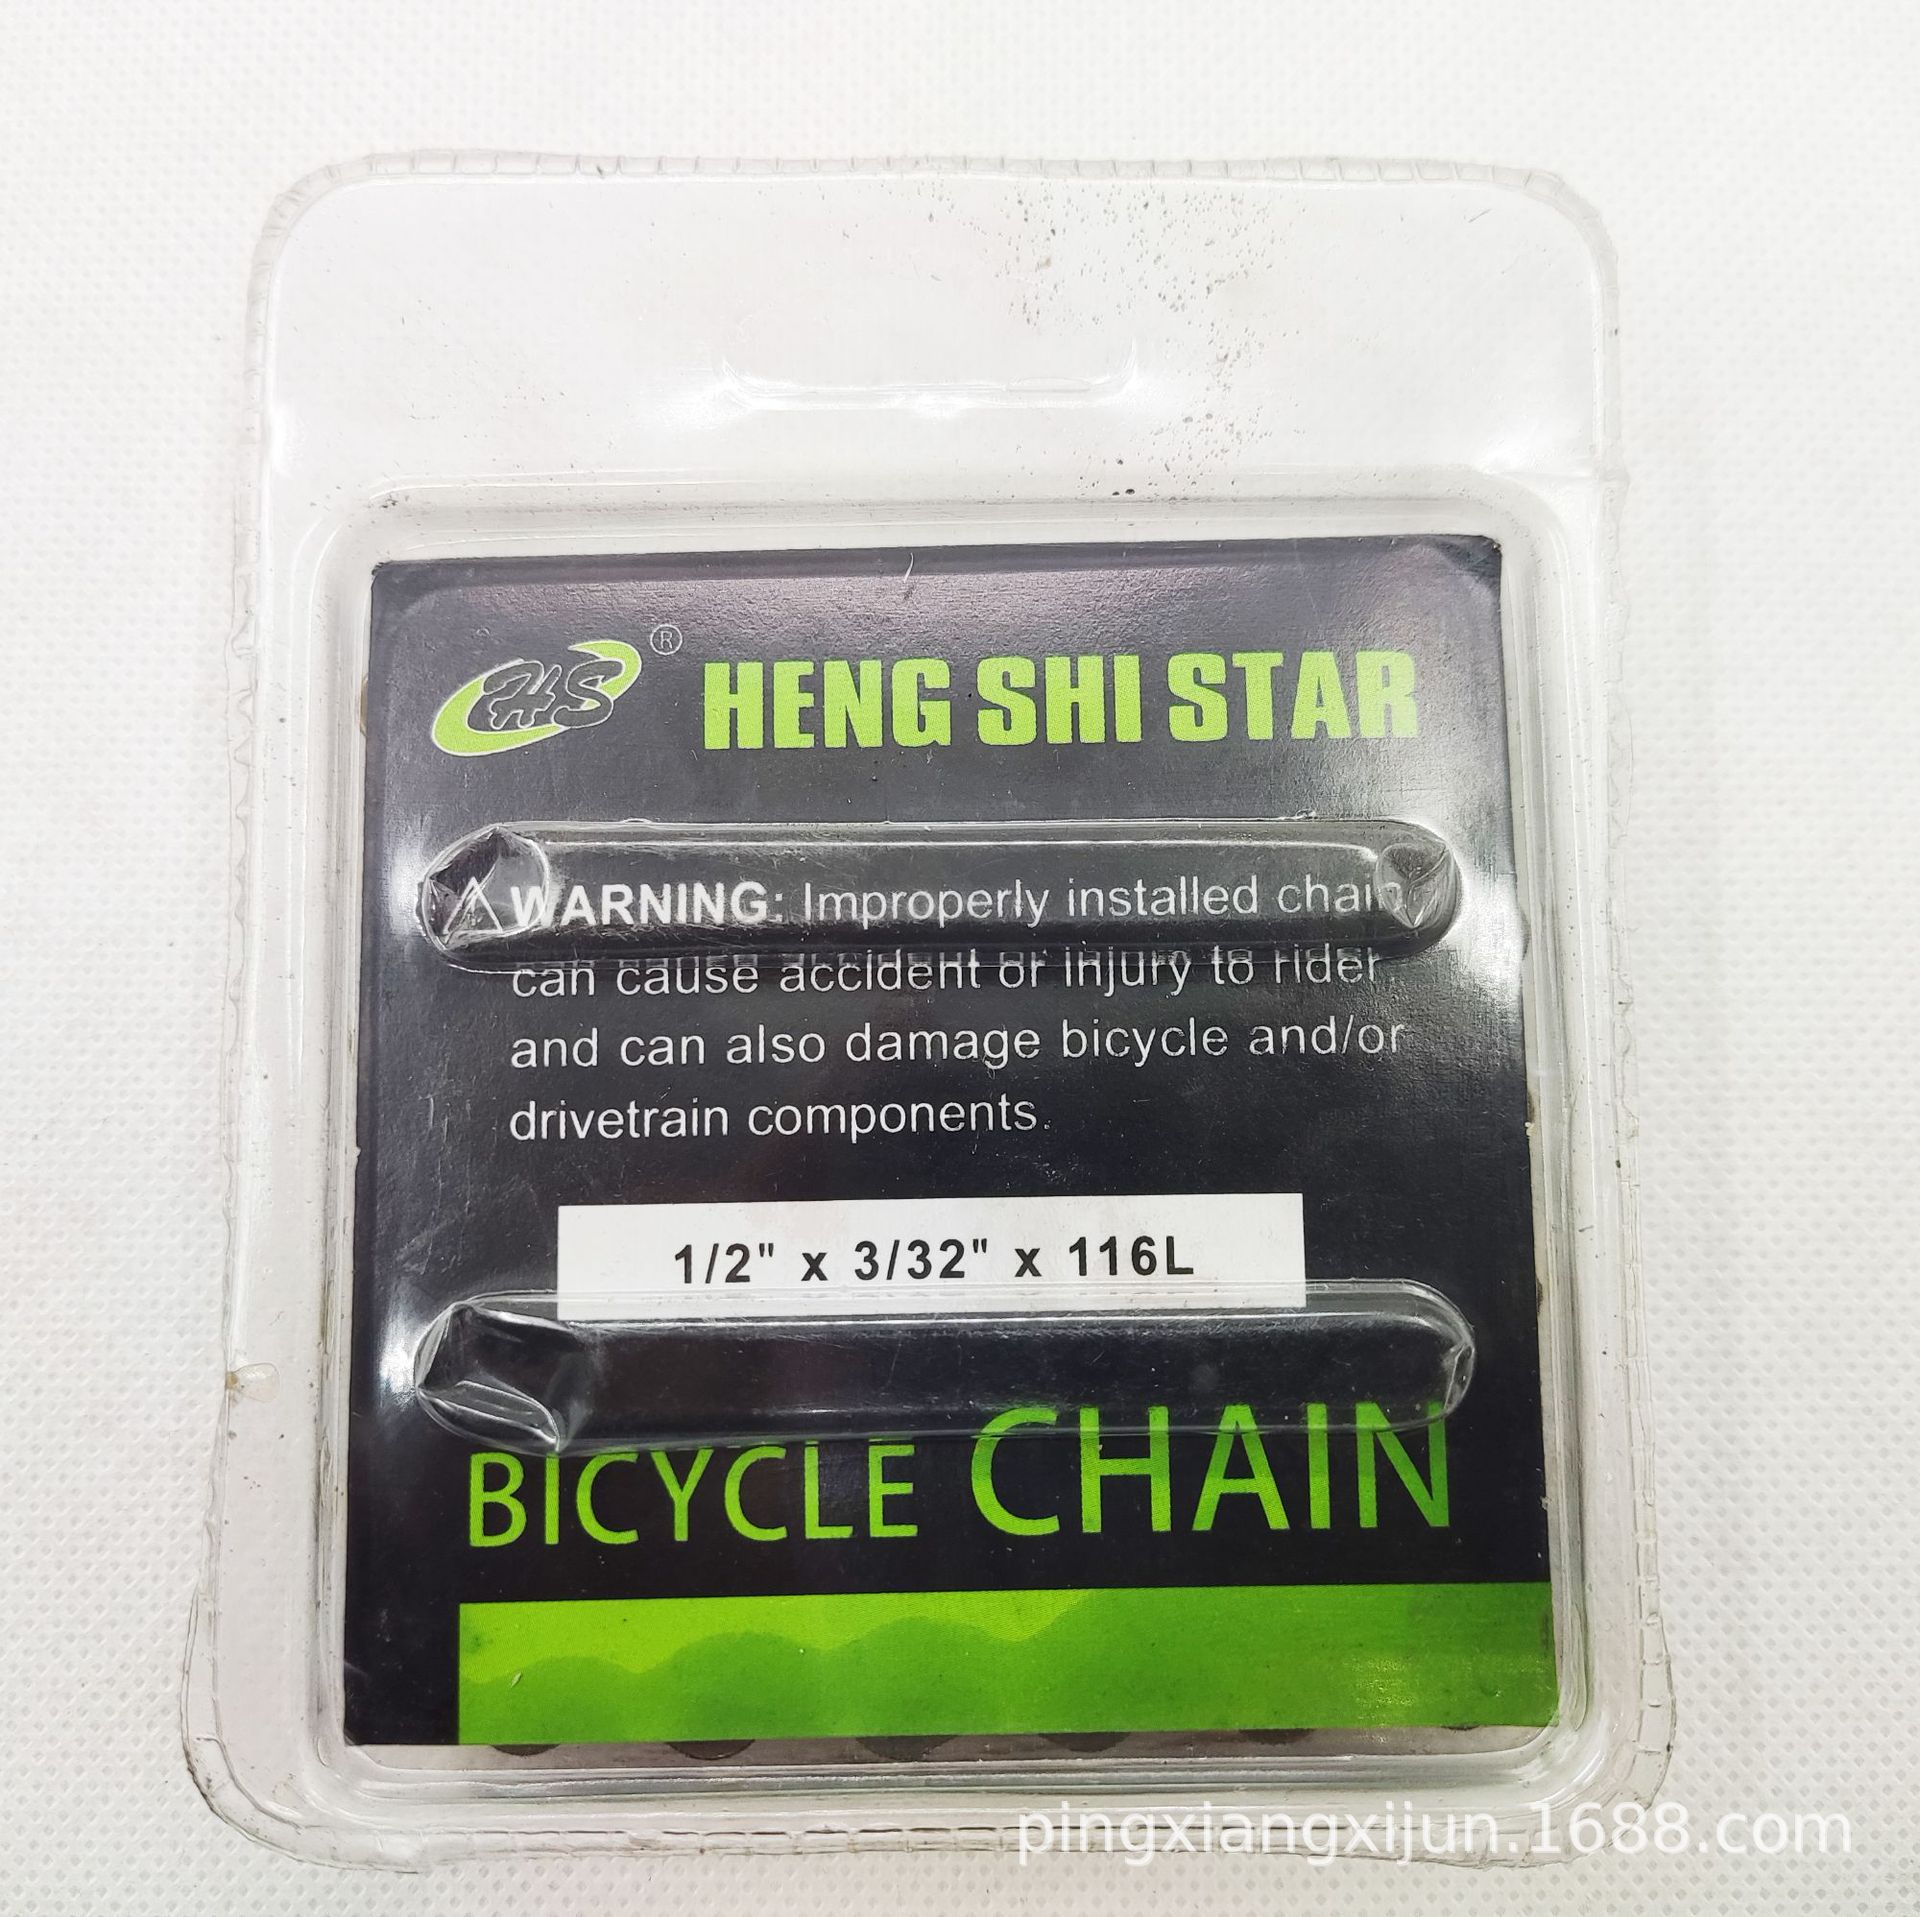 HS® HENG SHI STAR
⚠WARNING: Improperly installed chain
can cause accident or injury to rider
and can also damage bicycle and/or
drivetrain components.
1/2" x 3/32" x 116L
BICYCLE CHAIN
pingxiangxijun.1688.com